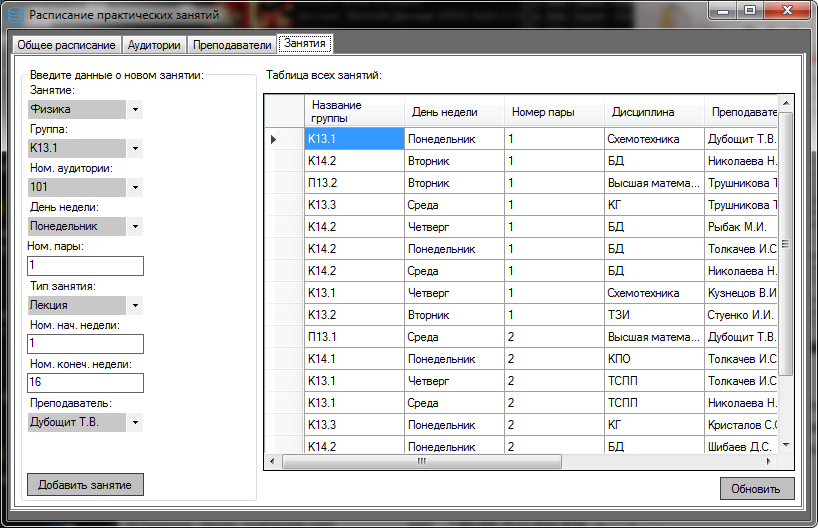 Расписание практических занятий
Общее расписание Аудитории Преподаватели Занятия
Введите данные о новом занятии:
Занятие:
Физика
Группа:
К13.1
Ном. аудитории:
101
День недели:
Понедельник
Ном. пары:
1
Тип занятия:
Лекция
Ном. нач. недели:
1
Ном. конеч. недели:
16
Преподаватель:
Дубощит Т.В.
Добавить занятие
Таблица всех занятий:
Название группы День недели Номер пары Дисциплина Преподавате
К13.1 Понедельник 1 Схемотехника Дубощит Т.В.
К14.2 Вторник 1 БД Николаева Н.
П13.2 Вторник 1 Высшая матема... Трушникова Т
К13.3 Среда 1 КГ Трушникова Т
К14.2 Четверг 1 БД Рыбак М.И.
К14.2 Понедельник 1 БД Толкачев И.С
К14.2 Среда 1 БД Николаева Н.
К13.1 Четверг 1 Схемотехника Кузнецов В.И
К13.2 Вторник 1 ТЗИ Стуенко И.И.
П13.1 Среда 2 Высшая матема... Дубощит Т.В.
К14.1 Понедельник 2 КПО Толкачев И.С
К13.1 Четверг 2 ТСПП Толкачев И.С
К13.1 Среда 2 ТСПП Николаева Н.
К13.3 Понедельник 2 КГ Кристалов С.С
К14.2 Понедельник 2 БД Шибаев Д.С.
Обновить